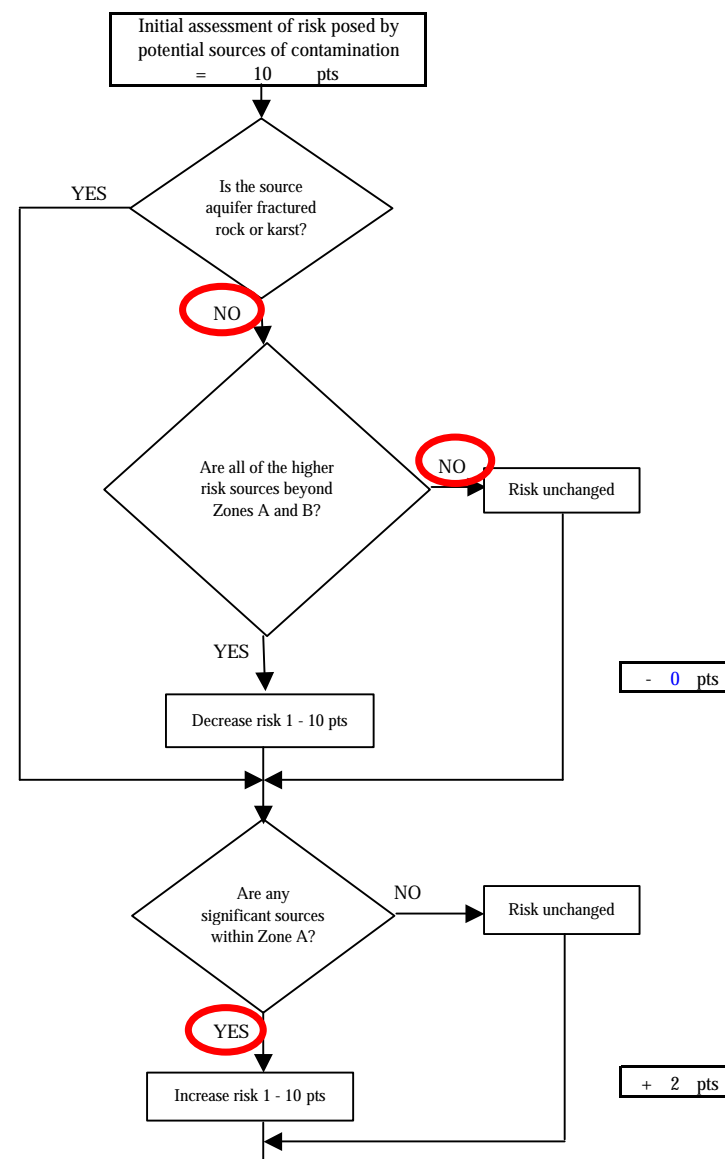 Initial assessment of risk posed by
potential sources of contamination
= 10 pts
YES
Is the source
aquifer fractured
rock or karst?
NO
Are all of the higher
risk sources beyond
Zones A and B?
NO
Risk unchanged
YES
- 0 pts
Decrease risk 1 - 10 pts
Are any
significant sources
within Zone A?
NO
Risk unchanged
YES
Increase risk 1 - 10 pts
+ 2 pts